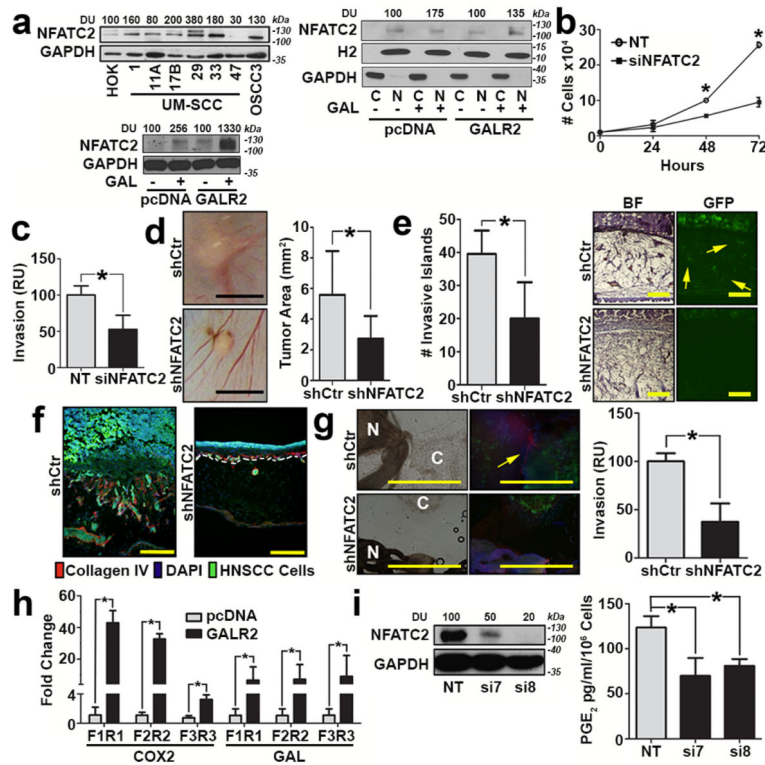 a
DU 100 160 80 200 380 180 30 130 kDa
NFATC2
-130
-100
GAPDH
-35
HOK 1 11A 17B 29 33 47 OSCC3
UM-SCC
DU 100 256 100 1330 kDa
NFATC2
-130
-100
GAPDH
-35
GAL - + - +
pcDNA GALR2
DU 100 175 100 135 kDa
NFATC2
-130
-100
H2
-15
-10
GAPDH
-40
-35
C N C N C N C N
GAL - - + + - - + +
pcDNA GALR2
b
# Cells x10⁴
30
20
10
0
NT
siNFATC2
*
*
0 24 48 72
Hours
c
Invasion (RU)
150
100
50
0
*
NT siNFATC2
d
shCtr
shNFATC2
Tumor Area (mm²)
10
8
6
4
2
0
*
shCtr shNFATC2
e
# Invasive Islands
50
40
30
20
10
0
*
shCtr shNFATC2
BF GFP
shCtr
shNFATC2
f
shCtr
shNFATC2
Collagen IV DAPI HNSCC Cells
g
shCtr
N
C
shNFATC2
C
N
Invasion (RU)
150
100
50
0
*
shCtr shNFATC2
h
Fold Change
60
40
20
4
2
0
pcDNA
GALR2
* * * * * *
F1R1 F2R2 F3R3 F1R1 F2R2 F3R3
COX2 GAL
i
DU 100 50 20 kDa
NFATC2
-130
-100
GAPDH
-35
NT si7 si8
PGE₂ pg/ml/10⁶ Cells
150
100
50
0
*
*
NT si7 si8